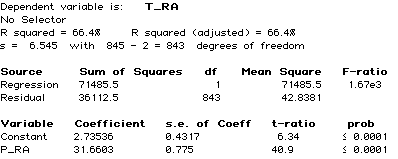 Dependent variable is: T_RA
No Selector
R squared = 66.4% R squared (adjusted) = 66.4%
s = 6.545 with 845 - 2 = 843 degrees of freedom
Source Sum of Squares df Mean Square F-ratio
Regression 71485.5 1 71485.5 1.67e3
Residual 36112.5 843 42.8381
Variable Coefficient s.e. of Coeff t-ratio prob
Constant 2.73536 0.4317 6.34 ≤ 0.0001
P_RA 31.6603 0.775 40.9 ≤ 0.0001